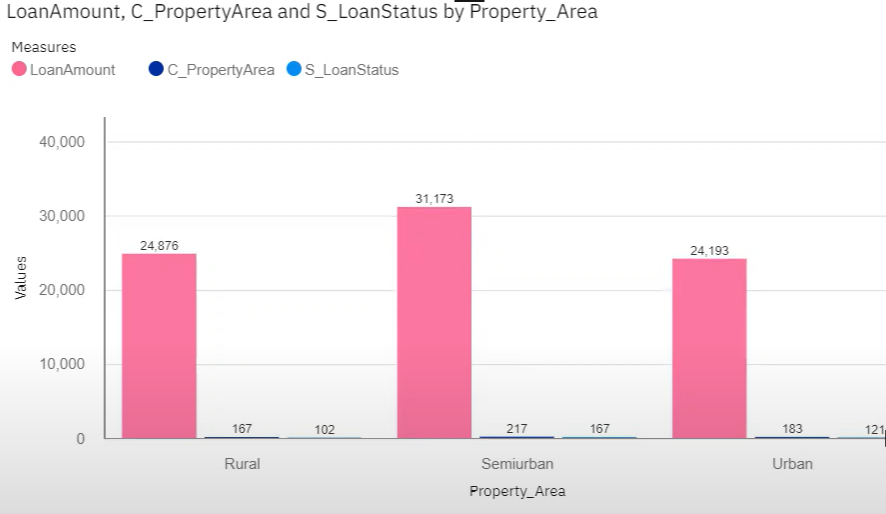 LoanAmount, C_PropertyArea and S_LoanStatus by Property_Area
Measures
LoanAmount C_PropertyArea S_LoanStatus
40,000
30,000
20,000
10,000
0
Values
24,876
167
102
31,173
217
167
24,193
183
121
Rural Semiurban Urban
Property_Area